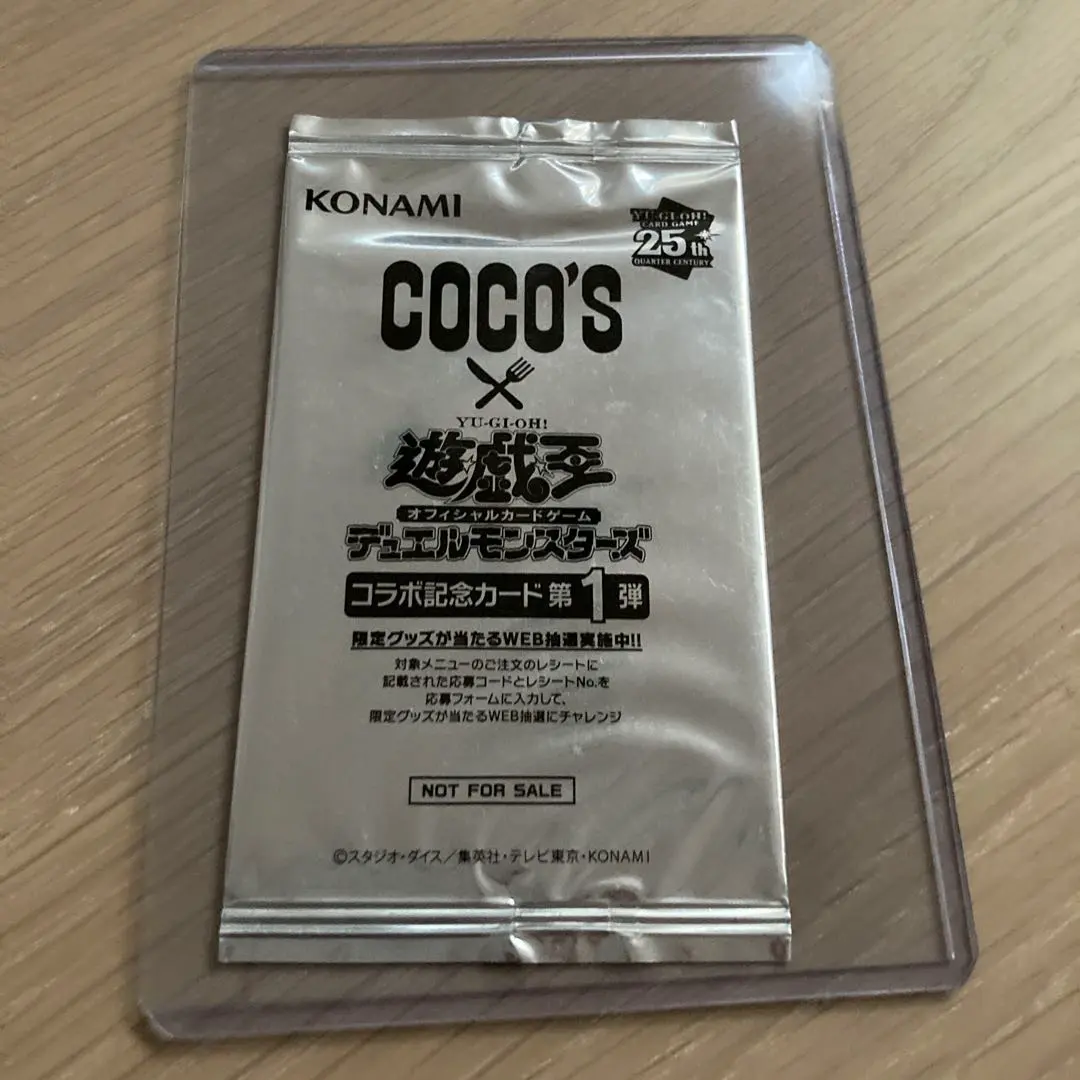 KONAMI
YU-GI-OH!
CARD GAME
25th
QUARTER CENTURY
COCO'S
YU-GI-OH!
遊☆戯☆王
オフィシャルカードゲーム
デュエルモンスターズ
コラボ記念カード第1弾
限定グッズが当たるWEB抽選実施中!!
対象メニューのご注文のレシートに
記載された応募コードとレシートNo.を
応募フォームに入力して、
限定グッズが当たるWEB抽選にチャレンジ
NOT FOR SALE
©スタジオ・ダイス/集英社・テレビ東京・KONAMI